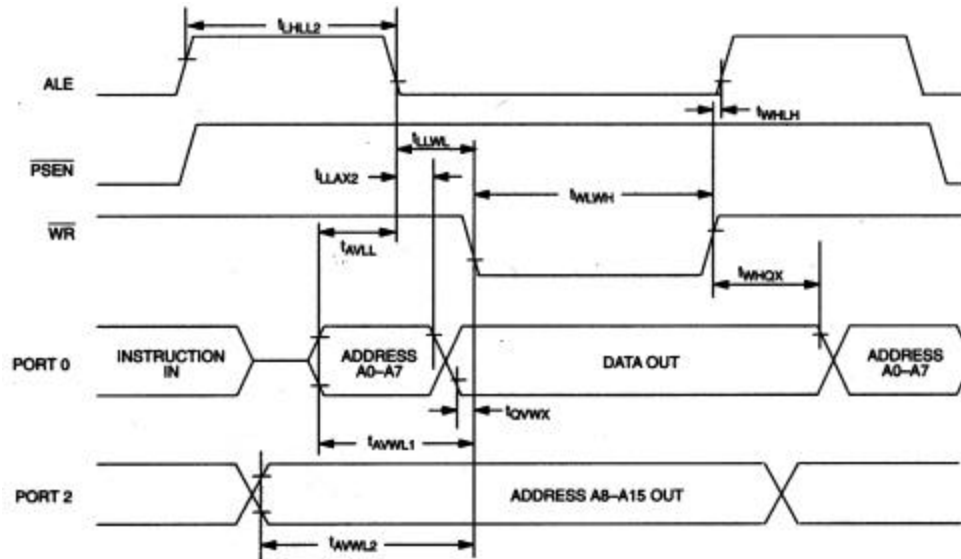 tLHLL2
ALE
tWHLH
tLLWL
PSEN
tLLAX2
tWLWH
WR
tAVLL
tWHQX
PORT 0
INSTRUCTION
IN
ADDRESS
A0–A7
DATA OUT
ADDRESS
A0–A7
tQVWX
tAVWL1
PORT 2
ADDRESS A8–A15 OUT
tAVWL2